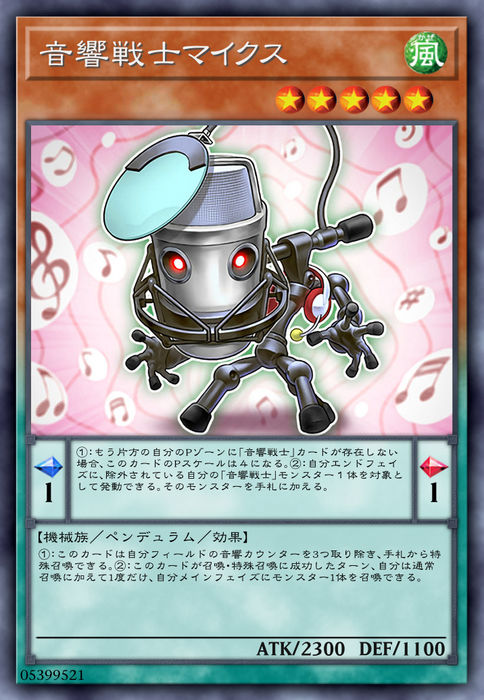 音響戦士マイクス
かぜ
風
①：もう片方の自分のPゾーンに「音響戦士」カードが存在しない
場合、このカードのPスケールは4になる。②：自分エンドフェイ
ズに、除外されている自分の「音響戦士」モンスター1体を対象と
して発動できる。そのモンスターを手札に加える。
1
1
【機械族／ペンデュラム／効果】
①：このカードは自分フィールドの音響カウンターを3つ取り除き、手札から特
殊召喚できる。②：このカードが召喚・特殊召喚に成功したターン、自分は通常
召喚に加えて1度だけ、自分メインフェイズにモンスター1体を召喚できる。
ATK/2300 DEF/1100
05399521